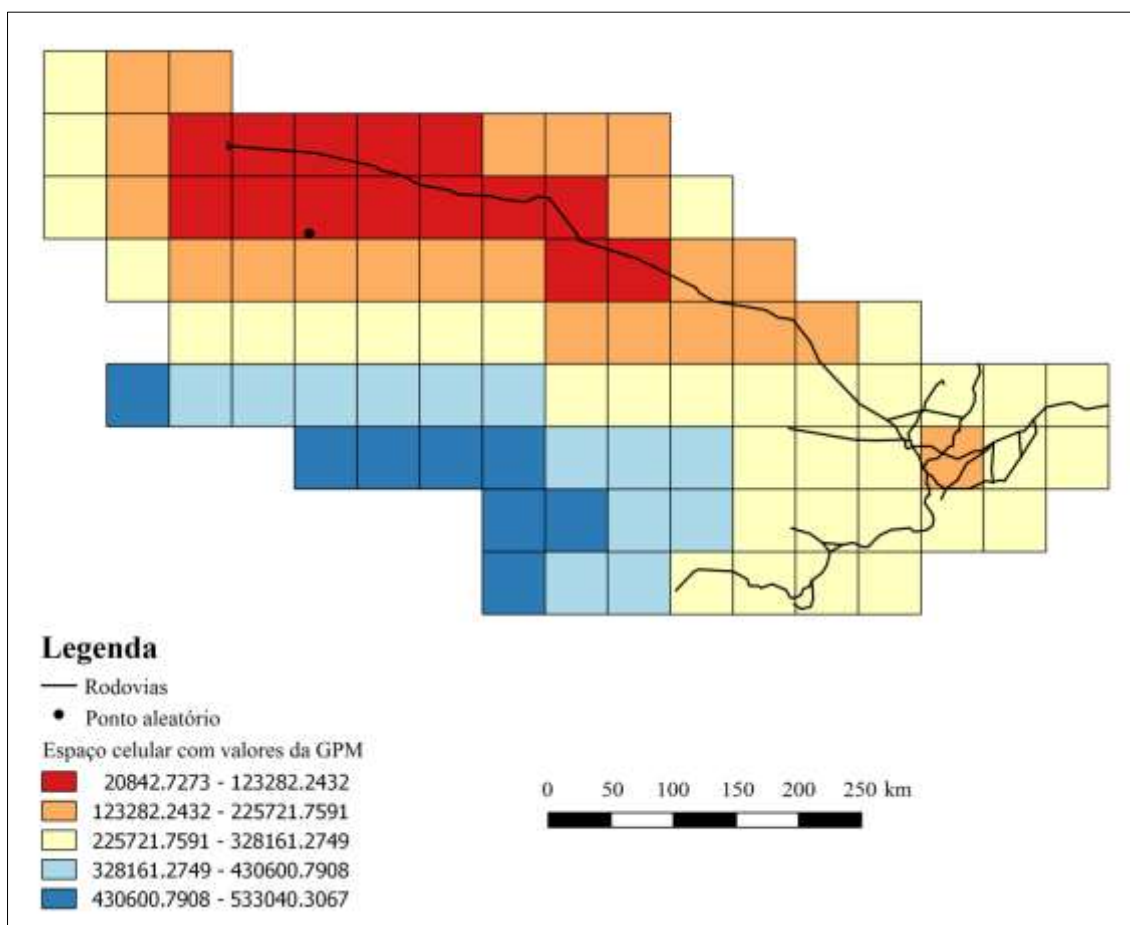 Legenda
Rodovias
Ponto aleatório
Espaço celular com valores da GPM
20842.7273 - 123282.2432
123282.2432 - 225721.7591
225721.7591 - 328161.2749
328161.2749 - 430600.7908
430600.7908 - 533040.3067
0 50 100 150 200 250 km